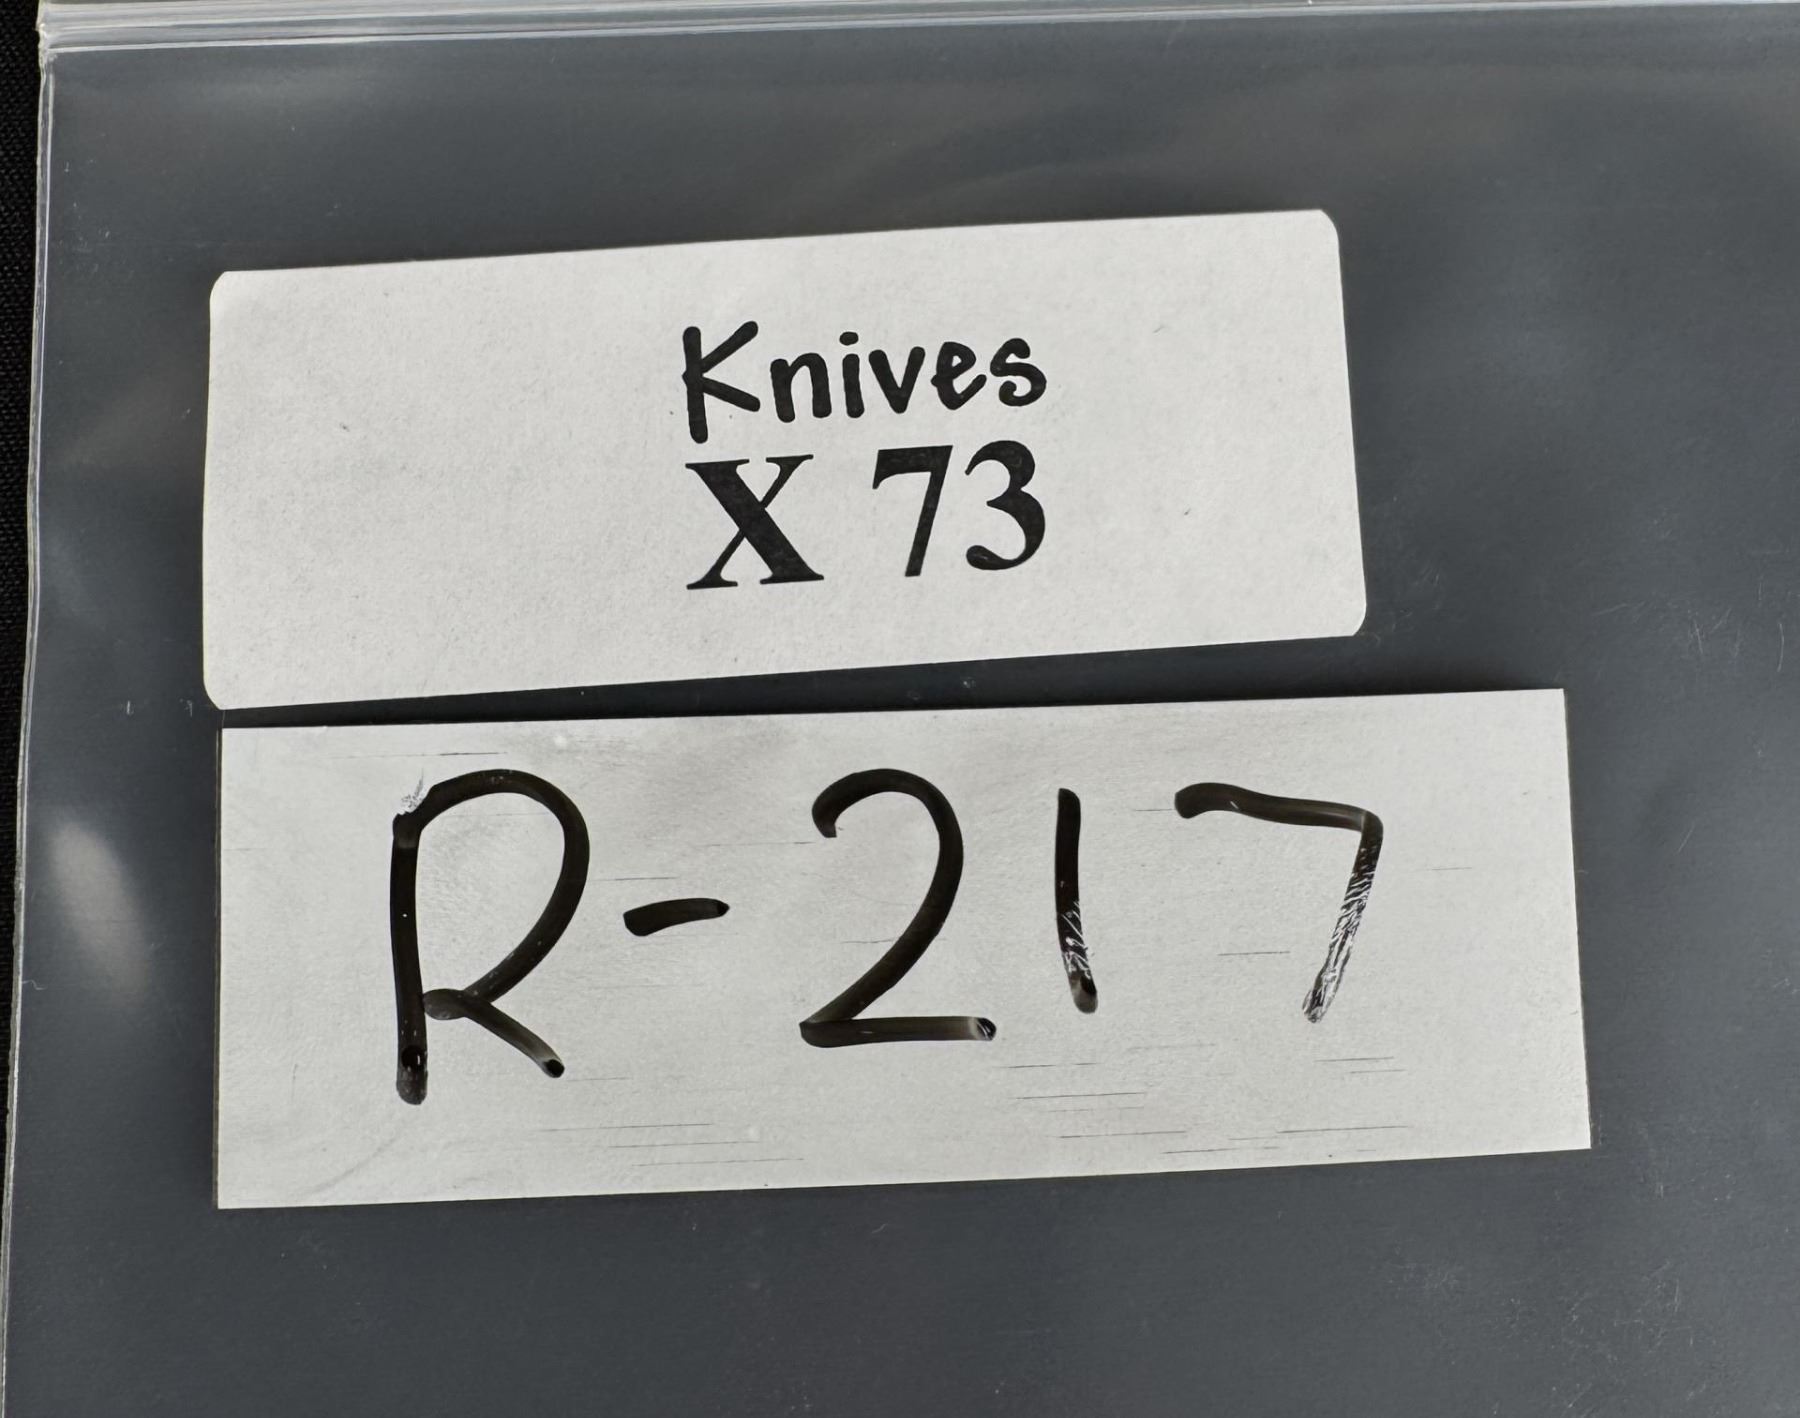 Knives
X 73
R-217